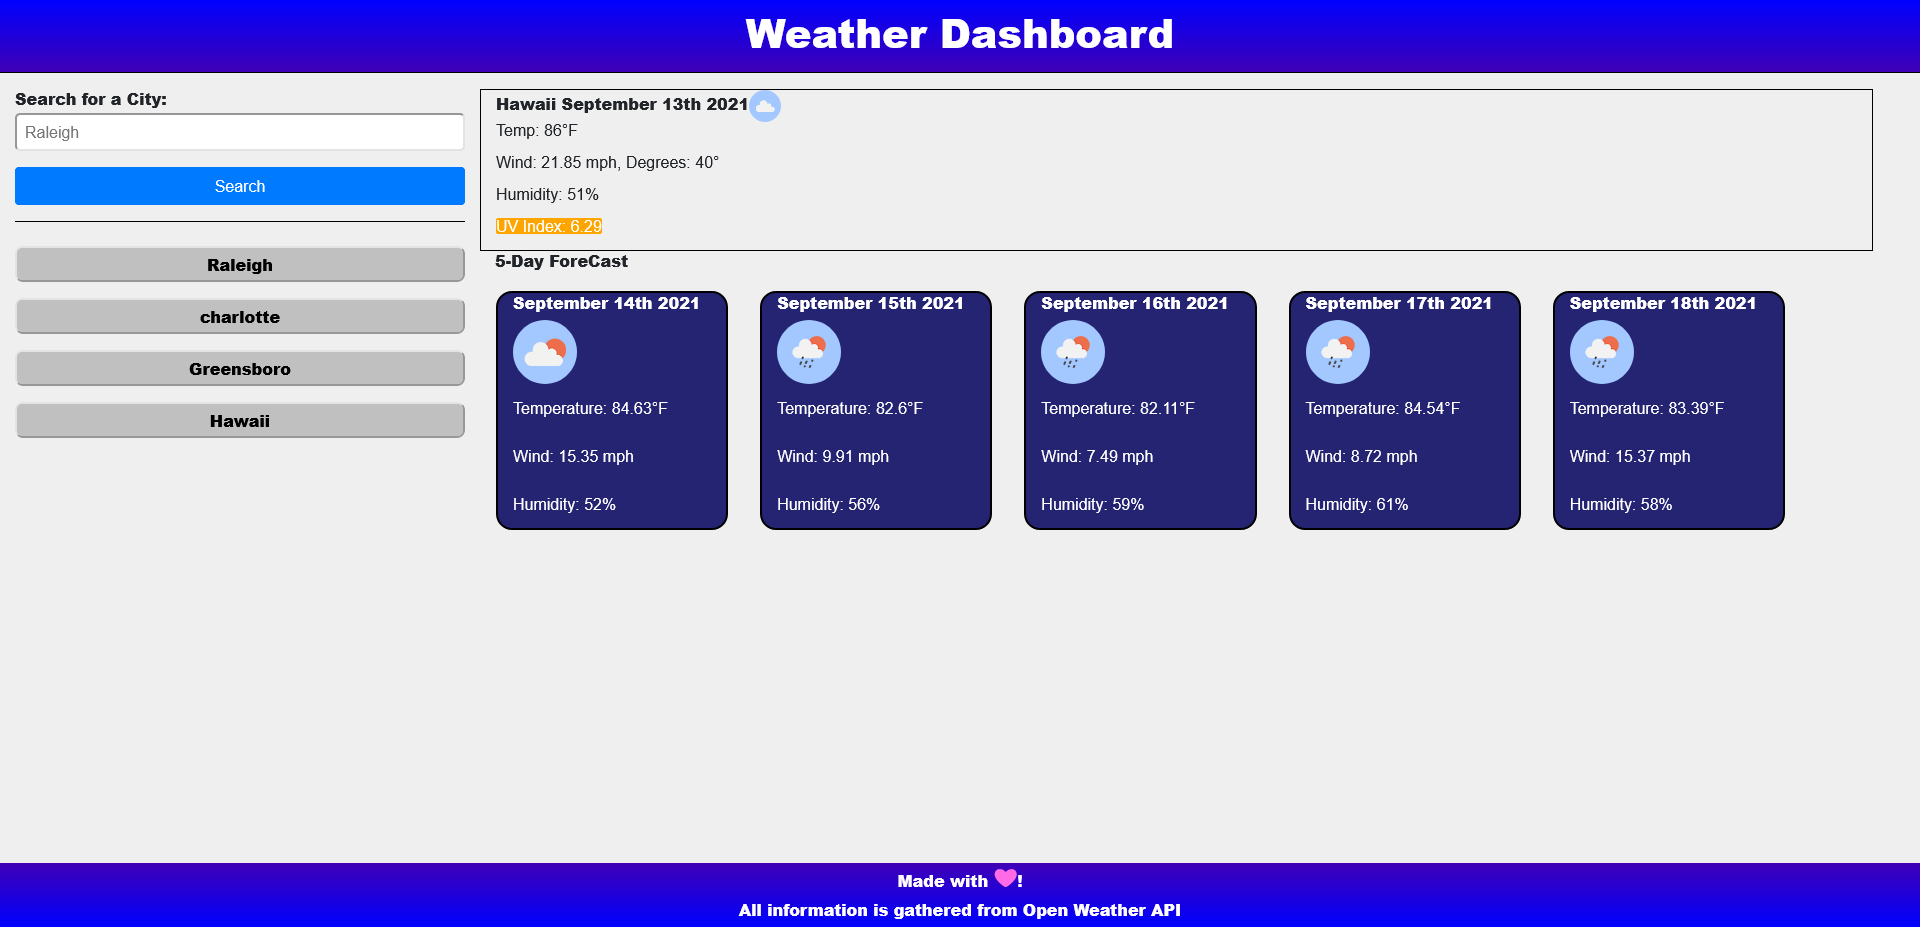 Weather Dashboard
Search for a City:
Raleigh
Search
Raleigh
charlotte
Greensboro
Hawaii
Hawaii September 13th 2021
Temp: 86°F
Wind: 21.85 mph, Degrees: 40°
Humidity: 51%
UV Index: 6.29
5-Day ForeCast
September 14th 2021
Temperature: 84.63°F
Wind: 15.35 mph
Humidity: 52%
September 15th 2021
Temperature: 82.6°F
Wind: 9.91 mph
Humidity: 56%
September 16th 2021
Temperature: 82.11°F
Wind: 7.49 mph
Humidity: 59%
September 17th 2021
Temperature: 84.54°F
Wind: 8.72 mph
Humidity: 61%
September 18th 2021
Temperature: 83.39°F
Wind: 15.37 mph
Humidity: 58%
Made with 💗!
All information is gathered from Open Weather API